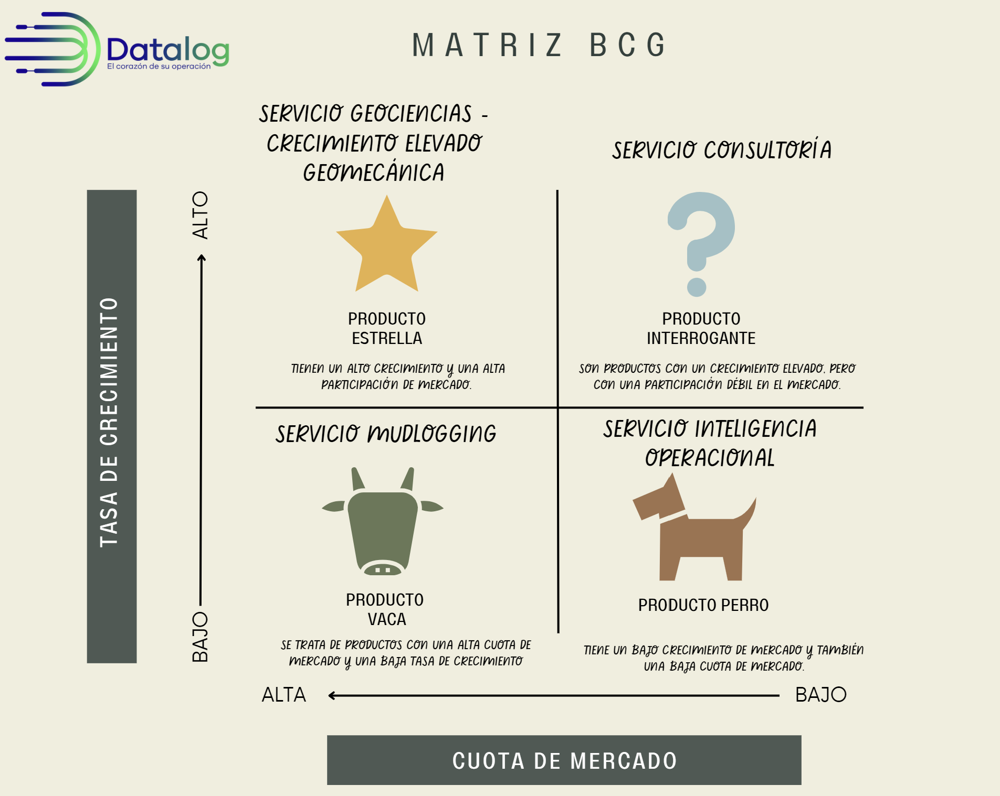 Datalog
El corazón de su operación
MATRIZ BCG
SERVICIO GEOCIENCIAS -
CRECIMIENTO ELEVADO
GEOMECÁNICA
SERVICIO CONSULTORÍA
TASA DE CRECIMIENTO
ALTO
BAJO
PRODUCTO
ESTRELLA
TIENEN UN ALTO CRECIMIENTO Y UNA ALTA
PARTICIPACIÓN DE MERCADO.
PRODUCTO
INTERROGANTE
SON PRODUCTOS CON UN CRECIMIENTO ELEVADO, PERO
CON UNA PARTICIPACIÓN DÉBIL EN EL MERCADO.
SERVICIO MUDLOGGING
PRODUCTO
VACA
SE TRATA DE PRODUCTOS CON UNA ALTA CUOTA DE
MERCADO Y UNA BAJA TASA DE CRECIMIENTO
SERVICIO INTELIGENCIA
OPERACIONAL
PRODUCTO PERRO
TIENE UN BAJO CRECIMIENTO DE MERCADO Y TAMBIÉN
UNA BAJA CUOTA DE MERCADO.
ALTA
BAJO
CUOTA DE MERCADO